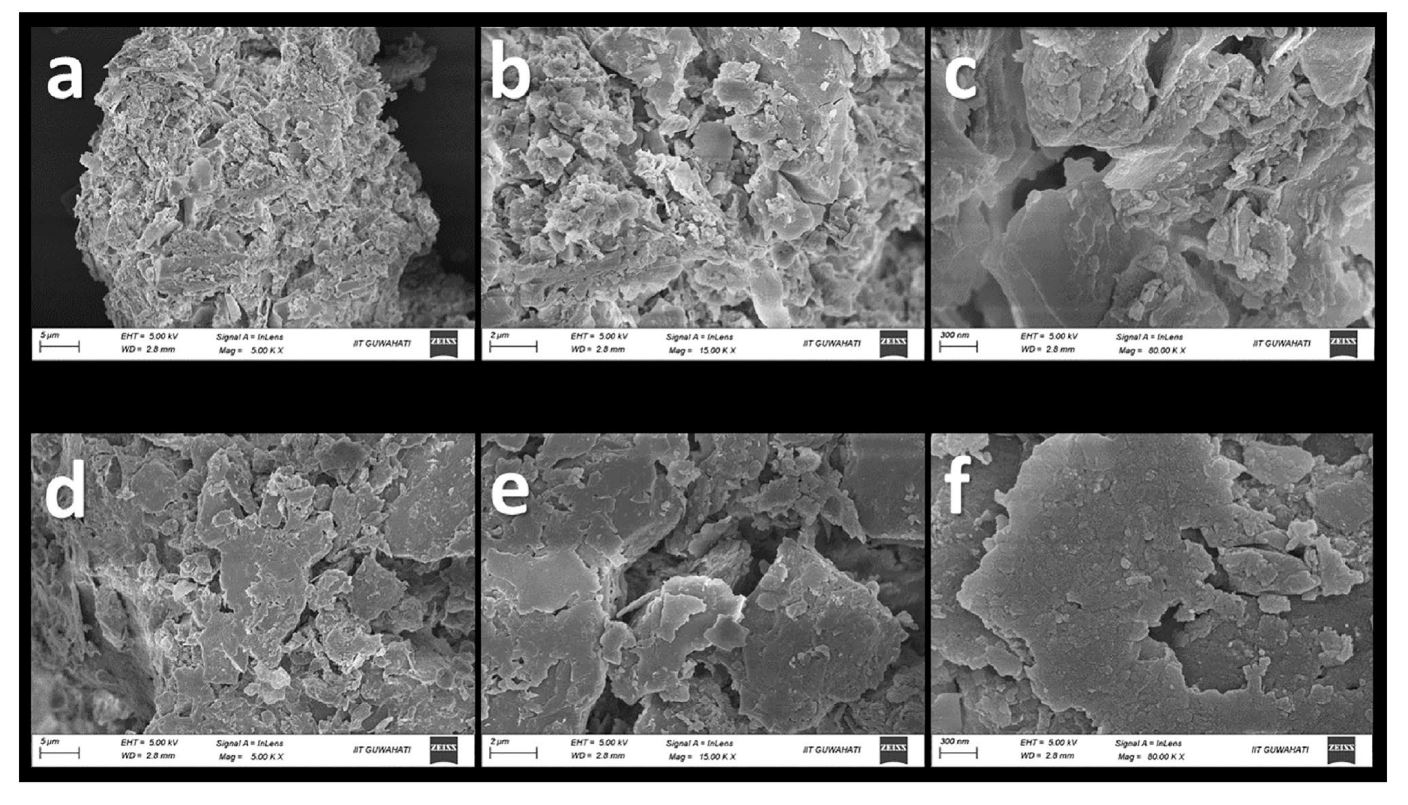 a
b
c
5 µm EHT = 5.00 kV Signal A = InLens IIT GUWAHATI ZEISS
WD = 2.8 mm Mag = 5.00 K X
2 µm EHT = 5.00 kV Signal A = InLens IIT GUWAHATI ZEISS
WD = 2.8 mm Mag = 15.00 K X
300 nm EHT = 5.00 kV Signal A = InLens IIT GUWAHATI ZEISS
WD = 2.8 mm Mag = 80.00 K X
d
e
f
5 µm EHT = 5.00 kV Signal A = InLens IIT GUWAHATI ZEISS
WD = 2.8 mm Mag = 5.00 K X
2 µm EHT = 5.00 kV Signal A = InLens IIT GUWAHATI ZEISS
WD = 2.8 mm Mag = 15.00 K X
300 nm EHT = 5.00 kV Signal A = InLens IIT GUWAHATI ZEISS
WD = 2.8 mm Mag = 80.00 K X